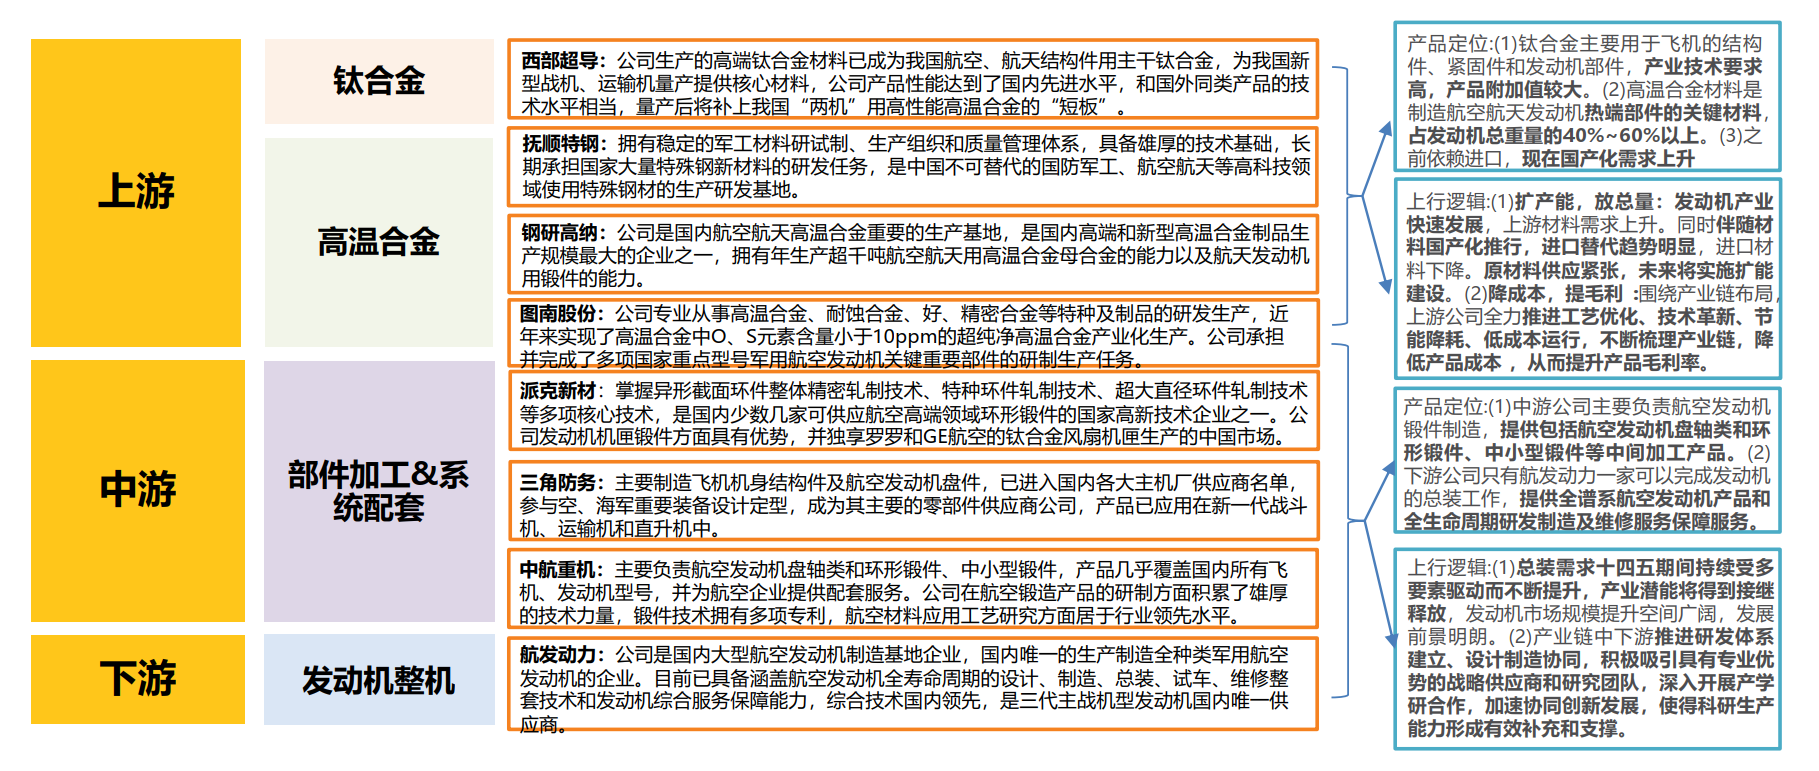 上游
钛合金
西部超导：公司生产的高端钛合金材料已成为我国航空、航天结构件用主干钛合金，为我国新
型战机、运输机量产提供核心材料，公司产品性能达到了国内先进水平，和国外同类产品的技
术水平相当，量产后将补上我国“两机”用高性能高温合金的“短板”。
高温合金
抚顺特钢：拥有稳定的军工材料研试制、生产组织和质量管理体系，具备雄厚的技术基础，长
期承担国家大量特殊钢新材料的研发任务，是中国不可替代的国防军工、航空航天等高科技领
域使用特殊钢材的生产研发基地。
钢研高纳：公司是国内航空航天高温合金重要的生产基地，是国内高端和新型高温合金制品生
产规模最大的企业之一，拥有年生产超千吨航空航天用高温合金母合金的能力以及航天发动机
用锻件的能力。
图南股份：公司专业从事高温合金、耐蚀合金、好、精密合金等特种及制品的研发生产，近
年来实现了高温合金中O、S元素含量小于10ppm的超纯净高温合金产业化生产。公司承担
并完成了多项国家重点型号军用航空发动机关键重要部件的研制生产任务。
中游
部件加工&系
统配套
派克新材：掌握异形截面环件整体精密轧制技术、特种环件轧制技术、超大直径环件轧制技术
等多项核心技术，是国内少数几家可供应航空高端领域环形锻件的国家高新技术企业之一。公
司发动机机匣锻件方面具有优势，并独享罗罗和GE航空的钛合金风扇机匣生产的中国市场。
三角防务：主要制造飞机机身结构件及航空发动机盘件，已进入国内各大主机厂供应商名单，
参与空、海军重要装备设计定型，成为其主要的零部件供应商公司，产品已应用在新一代战斗
机、运输机和直升机中。
中航重机：主要负责航空发动机盘轴类和环形锻件、中小型锻件，产品几乎覆盖国内所有飞
机、发动机型号，并为航空企业提供配套服务。公司在航空锻造产品的研制方面积累了雄厚
的技术力量，锻件技术拥有多项专利，航空材料应用工艺研究方面居于行业领先水平。
下游
发动机整机
航发动力：公司是国内大型航空发动机制造基地企业，国内唯一的生产制造全种类军用航空
发动机的企业。目前已具备涵盖航空发动机全寿命周期的设计、制造、总装、试车、维修整
套技术和发动机综合服务保障能力，综合技术国内领先，是三代主战机型发动机国内唯一供
应商。
产品定位:(1)钛合金主要用于飞机的结构
件、紧固件和发动机部件，产业技术要求
高，产品附加值较大。(2)高温合金材料是
制造航空航天发动机热端部件的关键材料，
占发动机总重量的40%~60%以上。(3)之
前依赖进口，现在国产化需求上升
上行逻辑:(1)扩产能，放总量：发动机产业
快速发展，上游材料需求上升。同时伴随材
料国产化推行，进口替代趋势明显，进口材
料下降。原材料供应紧张，未来将实施扩能
建设。(2)降成本，提毛利：围绕产业链布局，
上游公司全力推进工艺优化、技术革新、节
能降耗、低成本运行，不断梳理产业链，降
低产品成本 ，从而提升产品毛利率。
产品定位:(1)中游公司主要负责航空发动机
锻件制造，提供包括航空发动机盘轴类和环
形锻件、中小型锻件等中间加工产品。(2)
下游公司只有航发动力一家可以完成发动机
的总装工作，提供全谱系航空发动机产品和
全生命周期研发制造及维修服务保障服务。
上行逻辑:(1)总装需求十四五期间持续受多
要素驱动而不断提升，产业潜能将得到接继
释放，发动机市场规模提升空间广阔，发展
前景明朗。(2)产业链中下游推进研发体系
建立、设计制造协同，积极吸引具有专业优
势的战略供应商和研究团队，深入开展产学
研合作，加速协同创新发展，使得科研生产
能力形成有效补充和支撑。